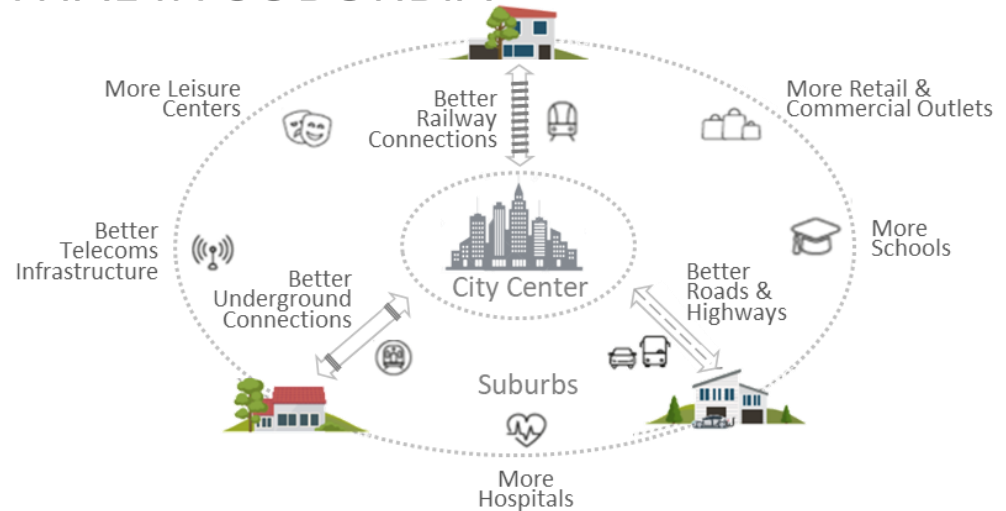 More Leisure
Centers
Better
Railway
Connections
More Retail &
Commercial Outlets
Better
Telecoms
Infrastructure
More
Schools
City Center
Better
Underground
Connections
Better
Roads &
Highways
Suburbs
More
Hospitals